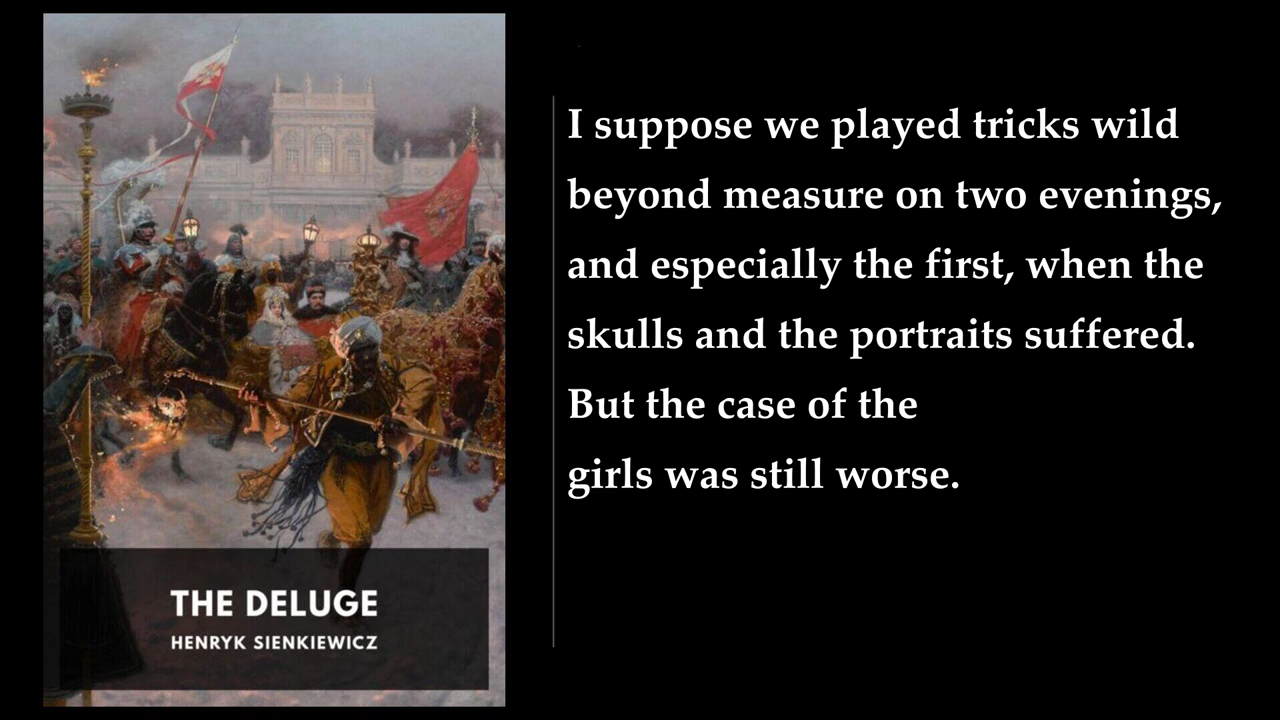 THE DELUGE
HENRYK SIENKIEWICZ
I suppose we played tricks wild
beyond measure on two evenings,
and especially the first, when the
skulls and the portraits suffered.
But the case of the
girls was still worse.